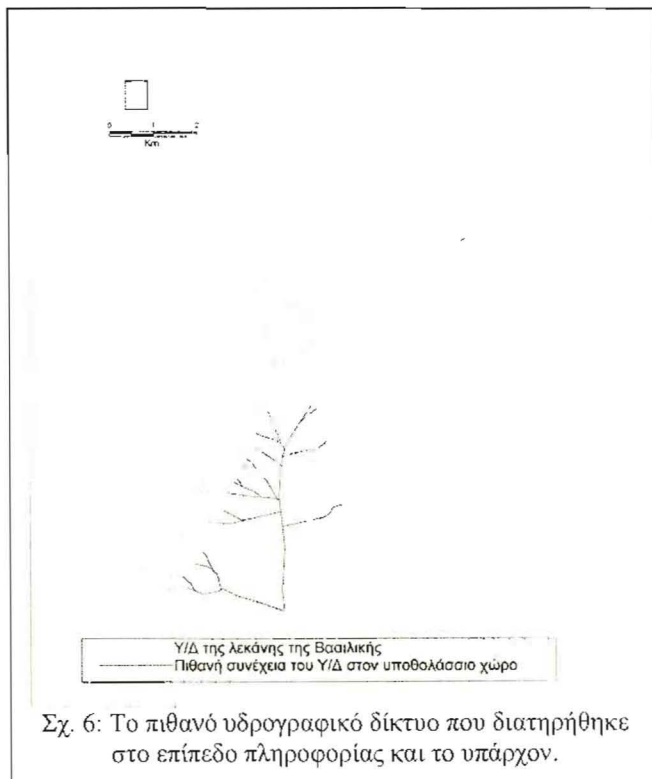 0 1 2
Km
Υ/Δ της λεκάνης της Βασιλικής
Πιθανή συνέχεια του Υ/Δ στον υποθολάσσιο χώρο
Σχ. 6: Το πιθανό υδρογραφικό δίκτυο που διατηρήθηκε
στο επίπεδο πληροφορίας και το υπάρχον.